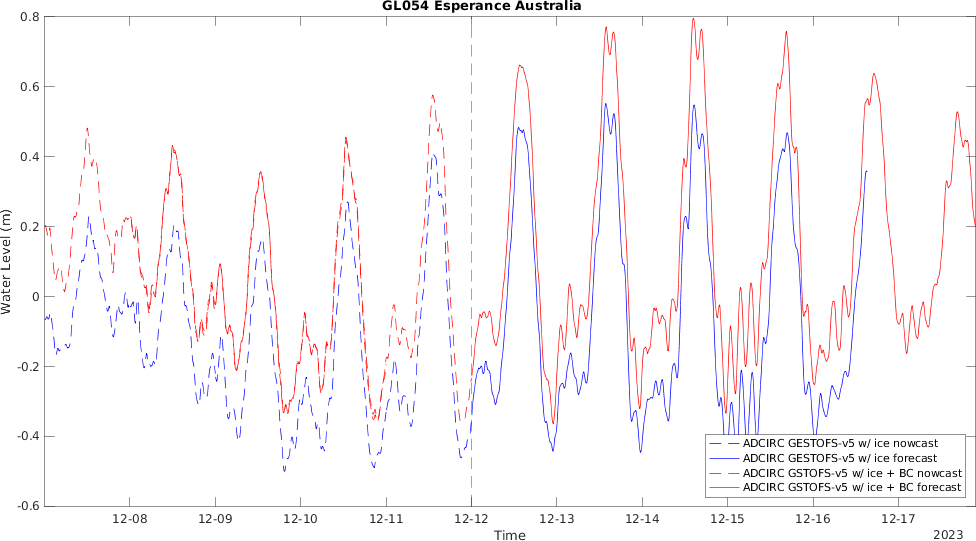 GL054 Esperance Australia
Water Level (m)
0.8
0.6
0.4
0.2
0
-0.2
-0.4
-0.6
ADCIRC GESTOFS-v5 w/ ice nowcast
ADCIRC GESTOFS-v5 w/ ice forecast
ADCIRC GSTOFS-v5 w/ ice + BC nowcast
ADCIRC GSTOFS-v5 w/ ice + BC forecast
12-08 12-09 12-10 12-11 12-12 12-13 12-14 12-15 12-16 12-17
Time
2023